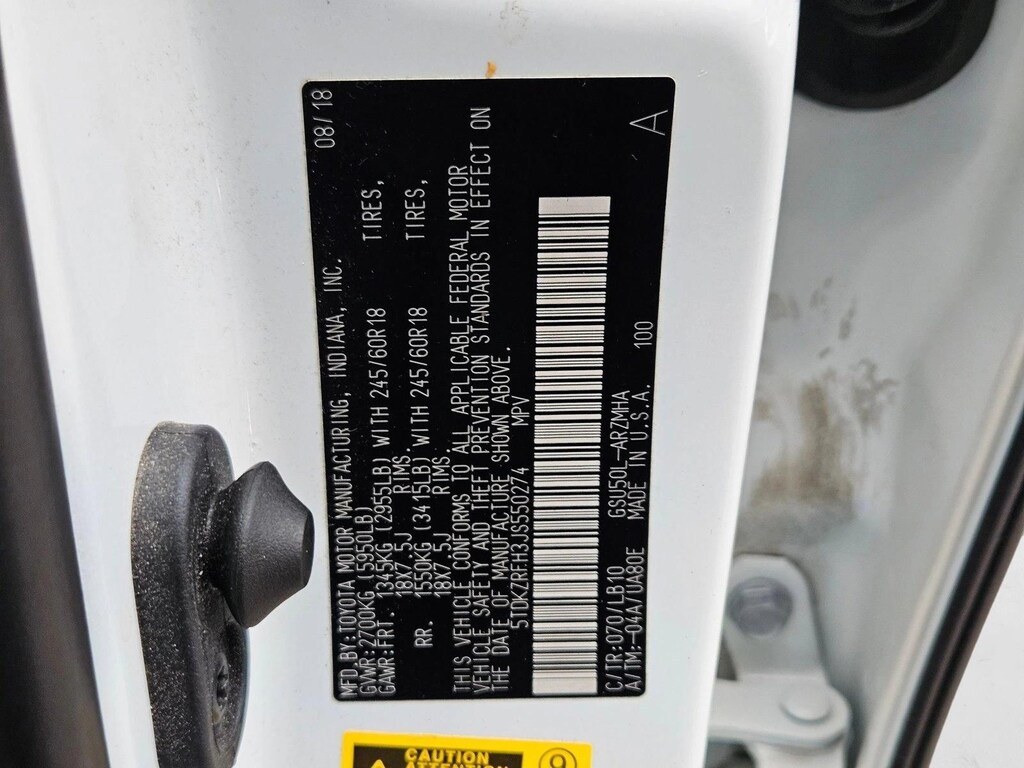 MFD.BY:TOYOTA MOTOR MANUFACTURING, INDIANA, INC. 08/18
GVWR:2700KG (5950LB)
GAWR:FRT. 1345KG (2955LB) WITH 245/60R18 TIRES,
18X7.5J RIMS.
RR. 1550KG (3415LB) WITH 245/60R18 TIRES,
18X7.5J RIMS.
THIS VEHICLE CONFORMS TO ALL APPLICABLE FEDERAL MOTOR
VEHICLE SAFETY AND THEFT PREVENTION STANDARDS IN EFFECT ON
THE DATE OF MANUFACTURE SHOWN ABOVE.
5TDKZRFH3JS550274 MPV
C/TR:070/LB10 GSU50L-ARZMHA 100 A
A/TM:-04A/UA80E MADE IN U.S.A.
CAUTION
ATTENTION